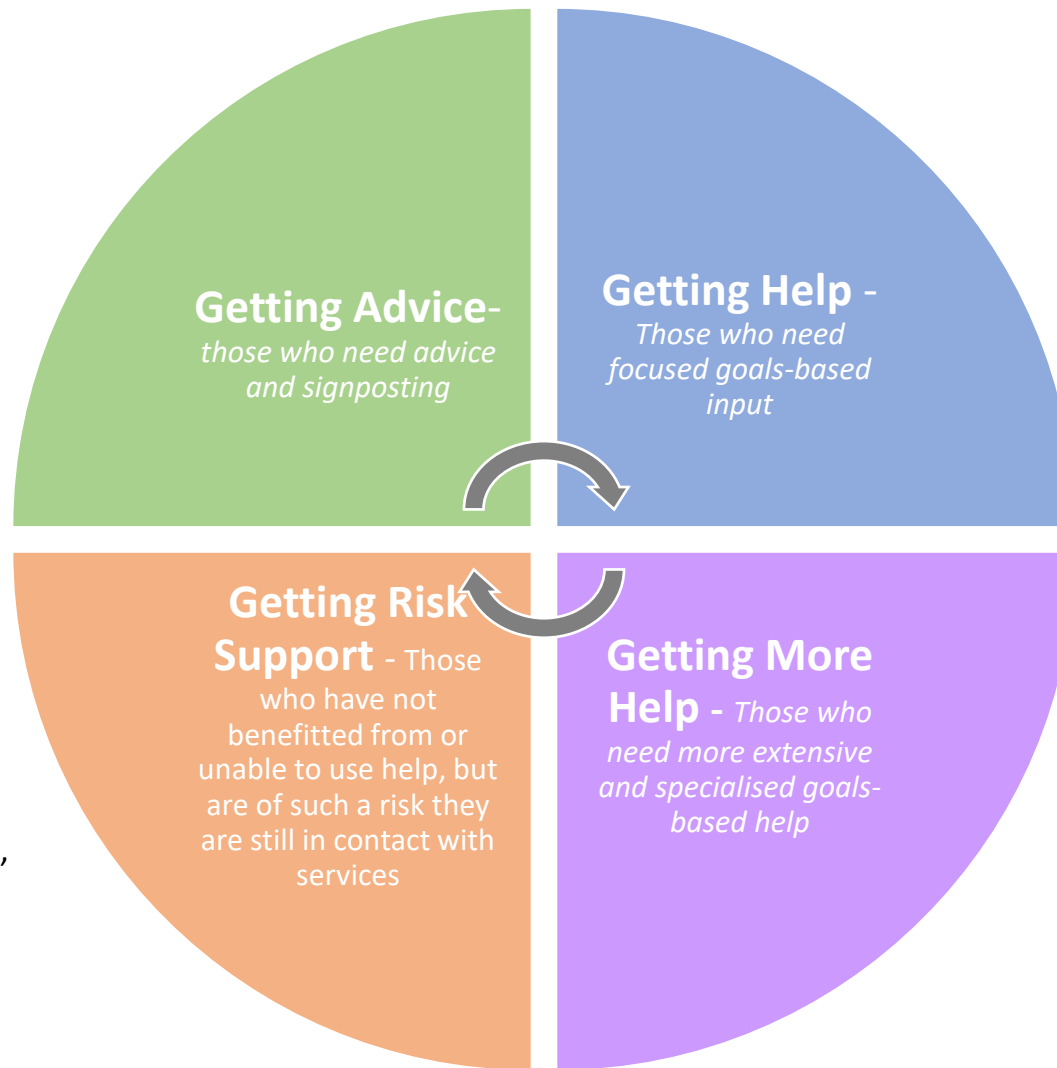 Getting Advice-
those who need advice
and signposting
Getting Help -
Those who need
focused goals-based
input
Getting Risk
Support - Those
who have not
benefitted from or
unable to use help, but
are of such a risk they
are still in contact with
services
Getting More
Help - Those who
need more extensive
and specialised goals-
based help
,